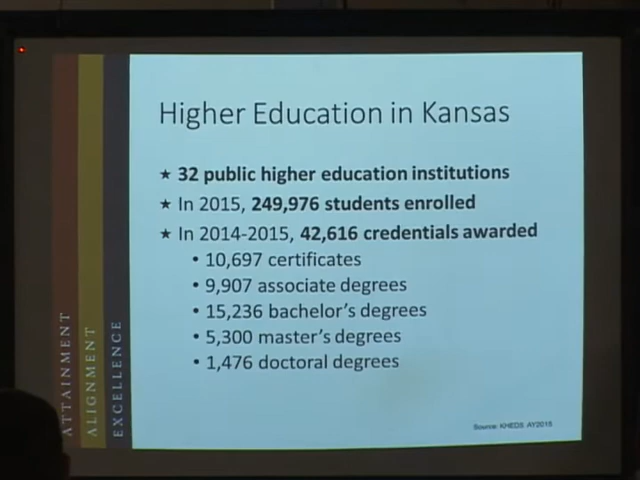 Higher Education in Kansas
★ 32 public higher education institutions
★ In 2015, 249,976 students enrolled
★ In 2014-2015, 42,616 credentials awarded
• 10,697 certificates
• 9,907 associate degrees
• 15,236 bachelor's degrees
• 5,300 master's degrees
• 1,476 doctoral degrees
ATTAINMENT
ALIGNMENT
EXCELLENCE
Source: KHEDS AY2015